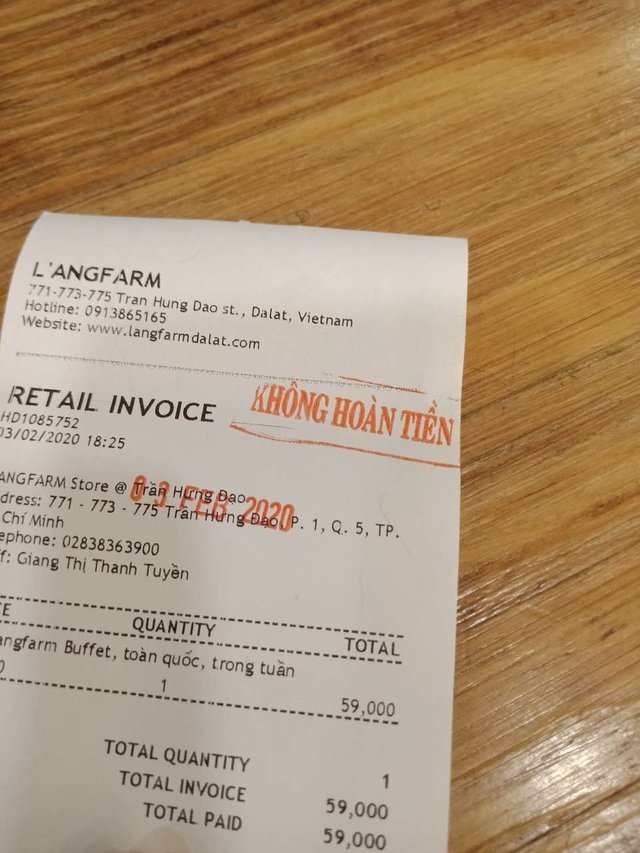 L'ANGFARM
771-773-775 Tran Hung Dao st., Dalat, Vietnam
Hotline: 0913865165
Website: www.langfarmdalat.com
RETAIL INVOICE
KHÔNG HOÀN TIỀN
HD1085752
03/02/2020 18:25
ANGFARM Store @ Trần Hưng Đạo
03 FEB 2020
dress: 771 - 773 - 775 Trần Hưng Đạo, P. 1, Q. 5, TP.
Chí Minh
ephone: 02838363900
ff: Giang Thị Thanh Tuyền
CE QUANTITY TOTAL
angfarm Buffet, toàn quốc, trong tuần
0 1 59,000
TOTAL QUANTITY 1
TOTAL INVOICE 59,000
TOTAL PAID 59,000